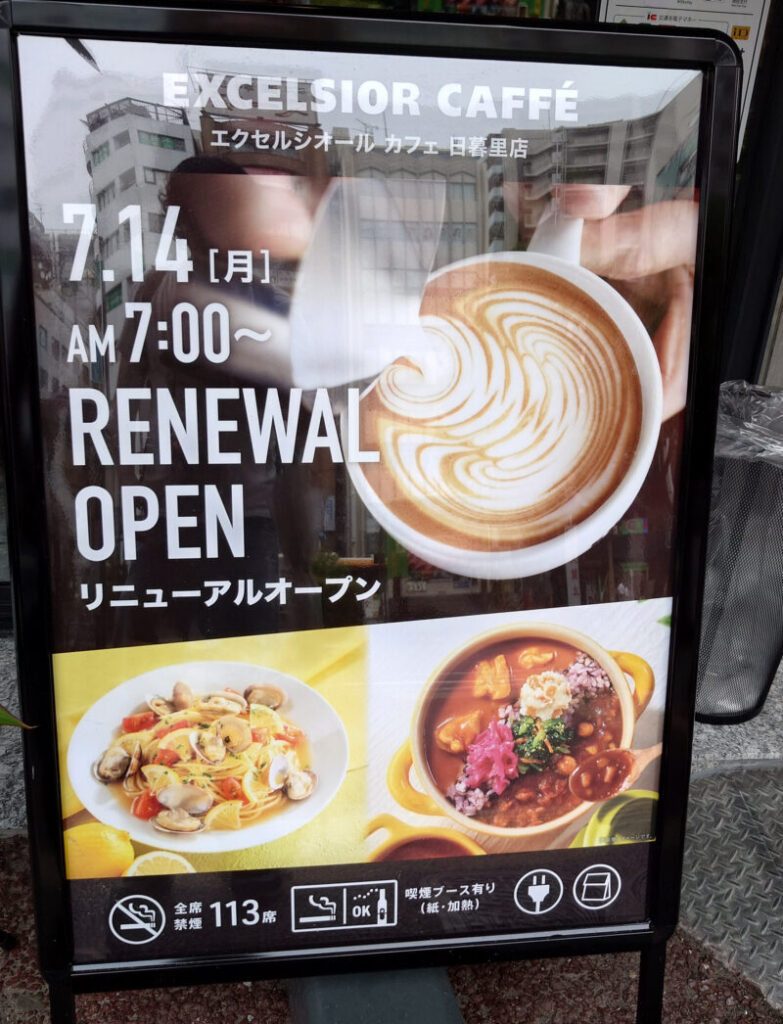 EXCELSIOR CAFFÉ
エクセルシオール カフェ 日暮里店
7.14 [月]
AM 7:00～
RENEWAL
OPEN
リニューアルオープン
全席
禁煙
113席
OK
喫煙ブース有り
(紙・加熱)